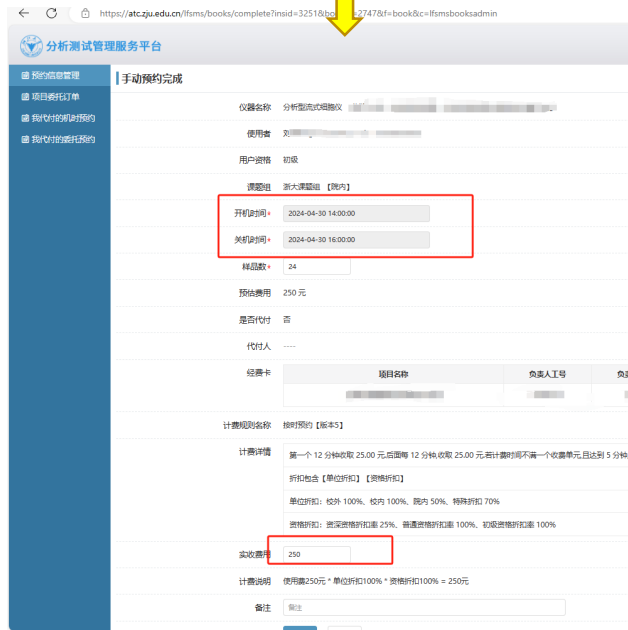 https://atc.zju.edu.cn/lfsms/books/complete?insid=3251&bo =2747&f=book&c=lfsmsbooksadmin
分析测试管理服务平台
预约信息管理
项目委托订单
我代付的机时预约
我代付的委托预约
手动预约完成
仪器名称 分析型流式细胞仪
使用者
用户资格 初级
课题组 浙大课题组 【院内】
开机时间* 2024-04-30 14:00:00
关机时间* 2024-04-30 16:00:00
样品数* 24
预估费用 250 元
是否代付 否
代付人 ----
经费卡 项目名称 负责人工号
计费规则名称 按时预约【版本5】
计费详情 第一个 12 分钟收取 25.00 元,后面每 12 分钟,收取 25.00 元,若计费时间不满一个收费单元,且达到 5 分钟
折扣包含【单位折扣】【资格折扣】
单位折扣：校外 100%、校内 100%、院内 50%、特殊折扣 70%
资格折扣：资深资格折扣率 25%、普通资格折扣率 100%、初级资格折扣率 100%
实收费用 250
计费说明 使用费250元 * 单位折扣100% * 资格折扣100% = 250元
备注 备注